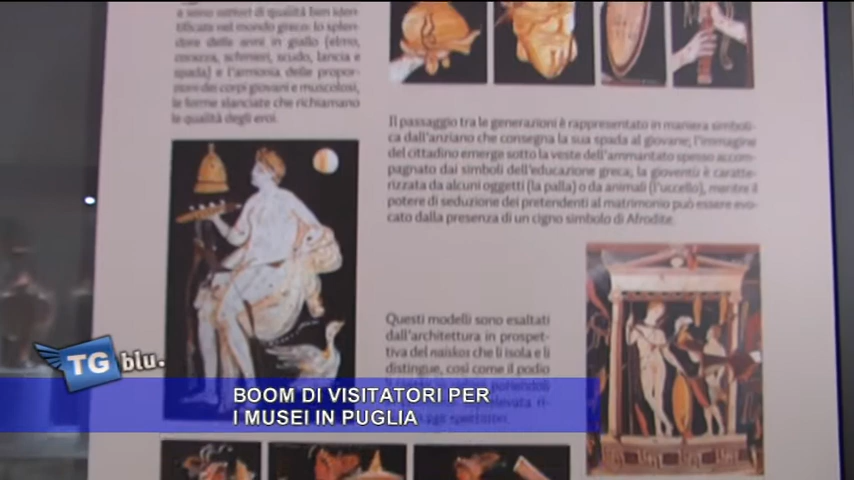 e sono sorrieri di qualità ben iden-
tificata nel mondo greco: lo splen-
dore delle armi in giallo (elmo,
corazza, schinieri, scudo, lancia e
spada) e l'armonia delle propor-
zioni dei corpi giovani e muscolosi,
le forme slanciate che richiamano
le qualità degli eroi.
Il passaggio tra le generazioni è rappresentato in maniera simboli-
ca dall'anziano che consegna la sua spada al giovane; l'immagine
del cittadino emerge sotto la veste dell'ammantato spesso accom-
pagnato dai simboli dell'educazione greca; la gioventù è caratte-
rizzata da alcuni oggetti (la palla) o da animali (l'uccello), mentre il
potere di seduzione dei pretendenti al matrimonio può essere evo-
cato dalla presenza di un cigno simbolo di Afrodite.
Questi modelli sono esaltati
dall'architettura in prospet-
tiva del naiskos che li isola e li
distingue, così come il podio
elevata ri-
TG blu.
BOOM DI VISITATORI PER
I MUSEI IN PUGLIA